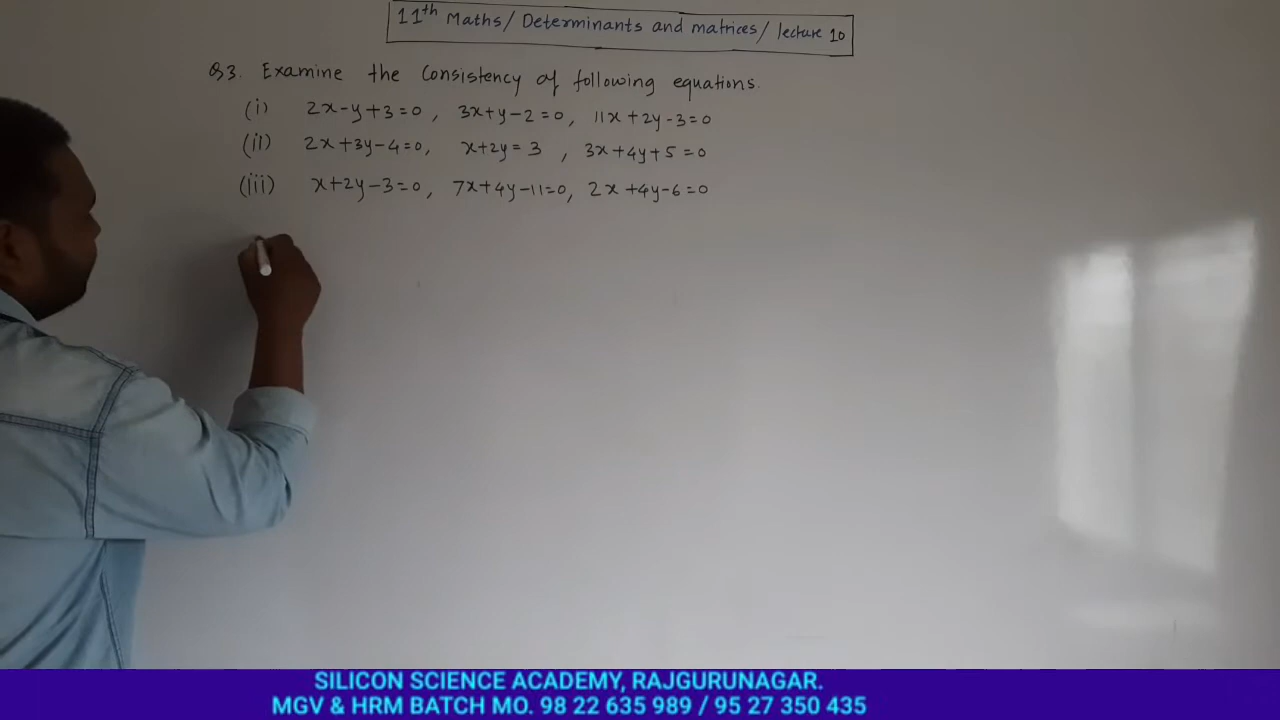 11th Maths/ Determinants and matrices/ lecture 10
Q3. Examine the Consistency of following equations.
(i) 2x-y+3=0, 3x+y-2=0, 11x+2y-3=0
(ii) 2x+3y-4=0, x+2y=3, 3x+4y+5=0
(iii) x+2y-3=0, 7x+4y-11=0, 2x+4y-6=0
SILICON SCIENCE ACADEMY, RAJGURUNAGAR.
MGV & HRM BATCH MO. 98 22 635 989 / 95 27 350 435